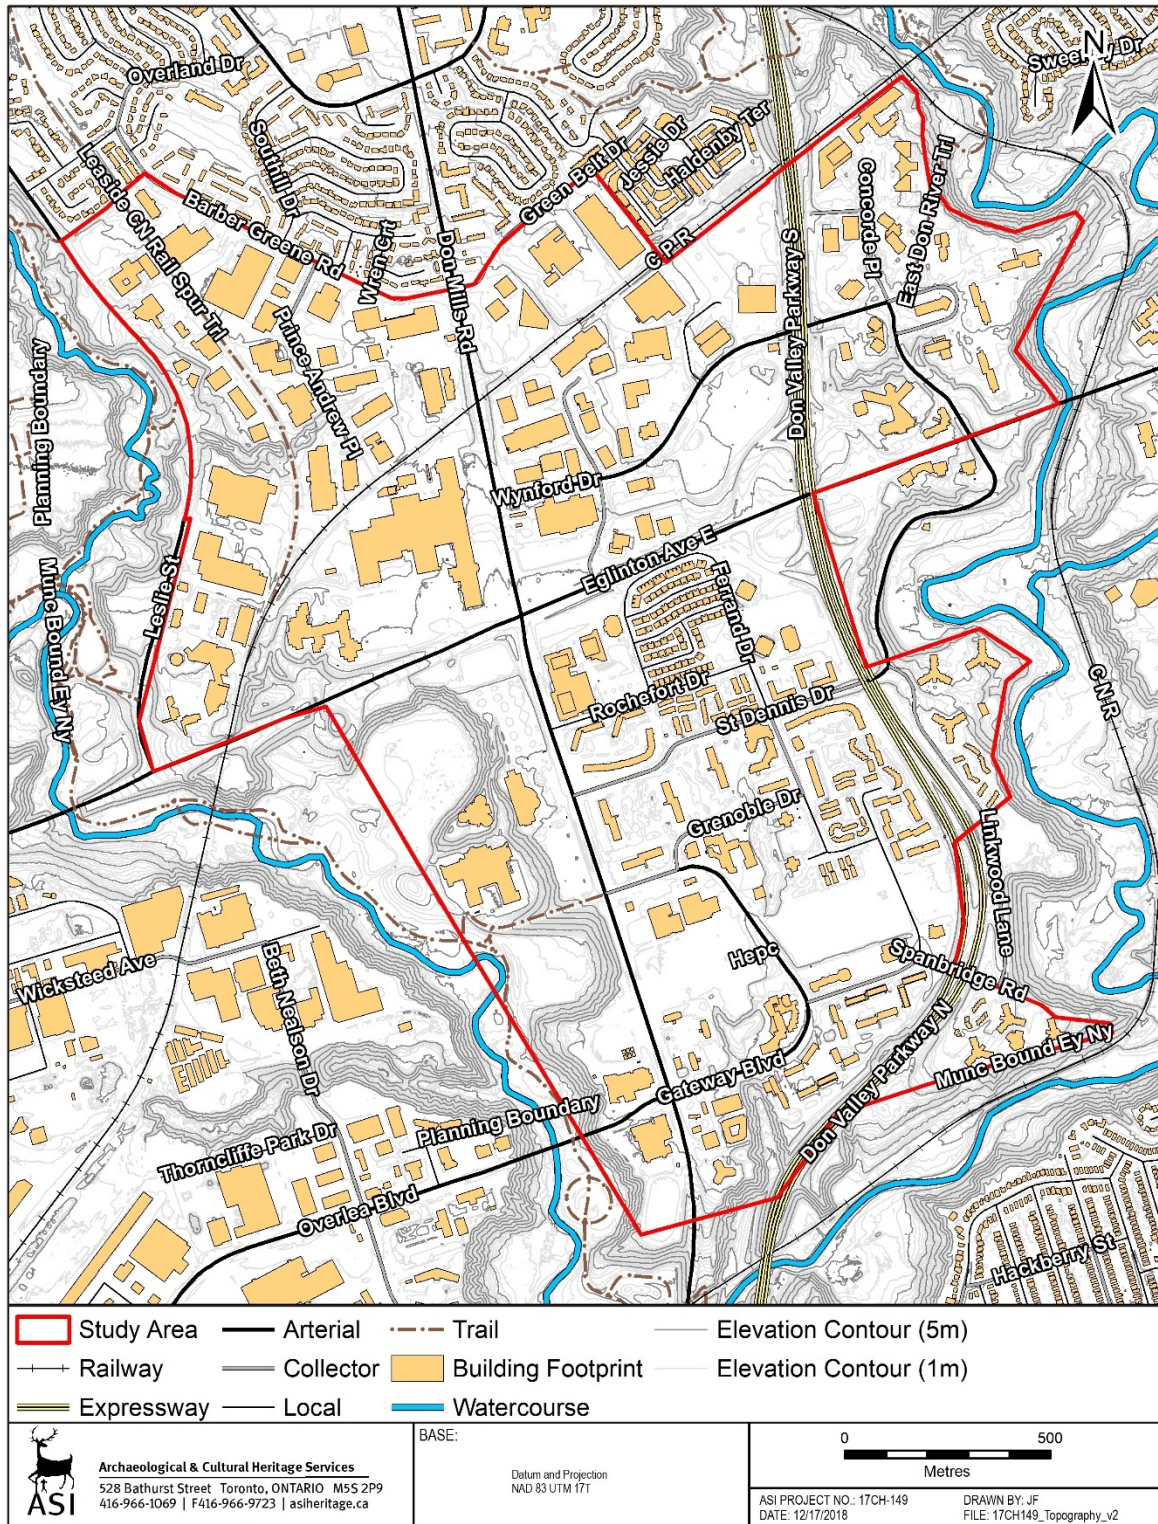 N
Sweeney Dr
Overland Dr
Southill Dr
Leaside CN Rail Spur Trl
Barber Greene Rd
Wren Crt
Don Mills Rd
Green Belt Dr
Jessie Dr
Haldenby Ter
C P R
Don Valley Parkway S
Concorde Pl
East Don River Trl
Prince Andrew Pl
Planning Boundary
Wynford Dr
Eglinton Ave E
Leslie St
Munc Bound Ey Ny
Ferrand Dr
Rochefort Dr
St Dennis Dr
C N R
Grenoble Dr
Linkwood Lane
Wicksteed Ave
Beth Nealson Dr
Hepc
Spanbridge Rd
Don Valley Parkway N
Munc Bound Ey Ny
Gateway Blvd
Planning Boundary
Thorncliffe Park Dr
Overlea Blvd
Hackberry St
Study Area
Arterial
Trail
Elevation Contour (5m)
Railway
Collector
Building Footprint
Elevation Contour (1m)
Expressway
Local
Watercourse
ASI
Archaeological & Cultural Heritage Services
528 Bathurst Street Toronto, ONTARIO M5S 2P9
416-966-1069 | F416-966-9723 | asiheritage.ca
BASE:
Datum and Projection
NAD 83 UTM 17T
0 500
Metres
ASI PROJECT NO.: 17CH-149
DATE: 12/17/2018
DRAWN BY: JF
FILE: 17CH149_Topography_v2